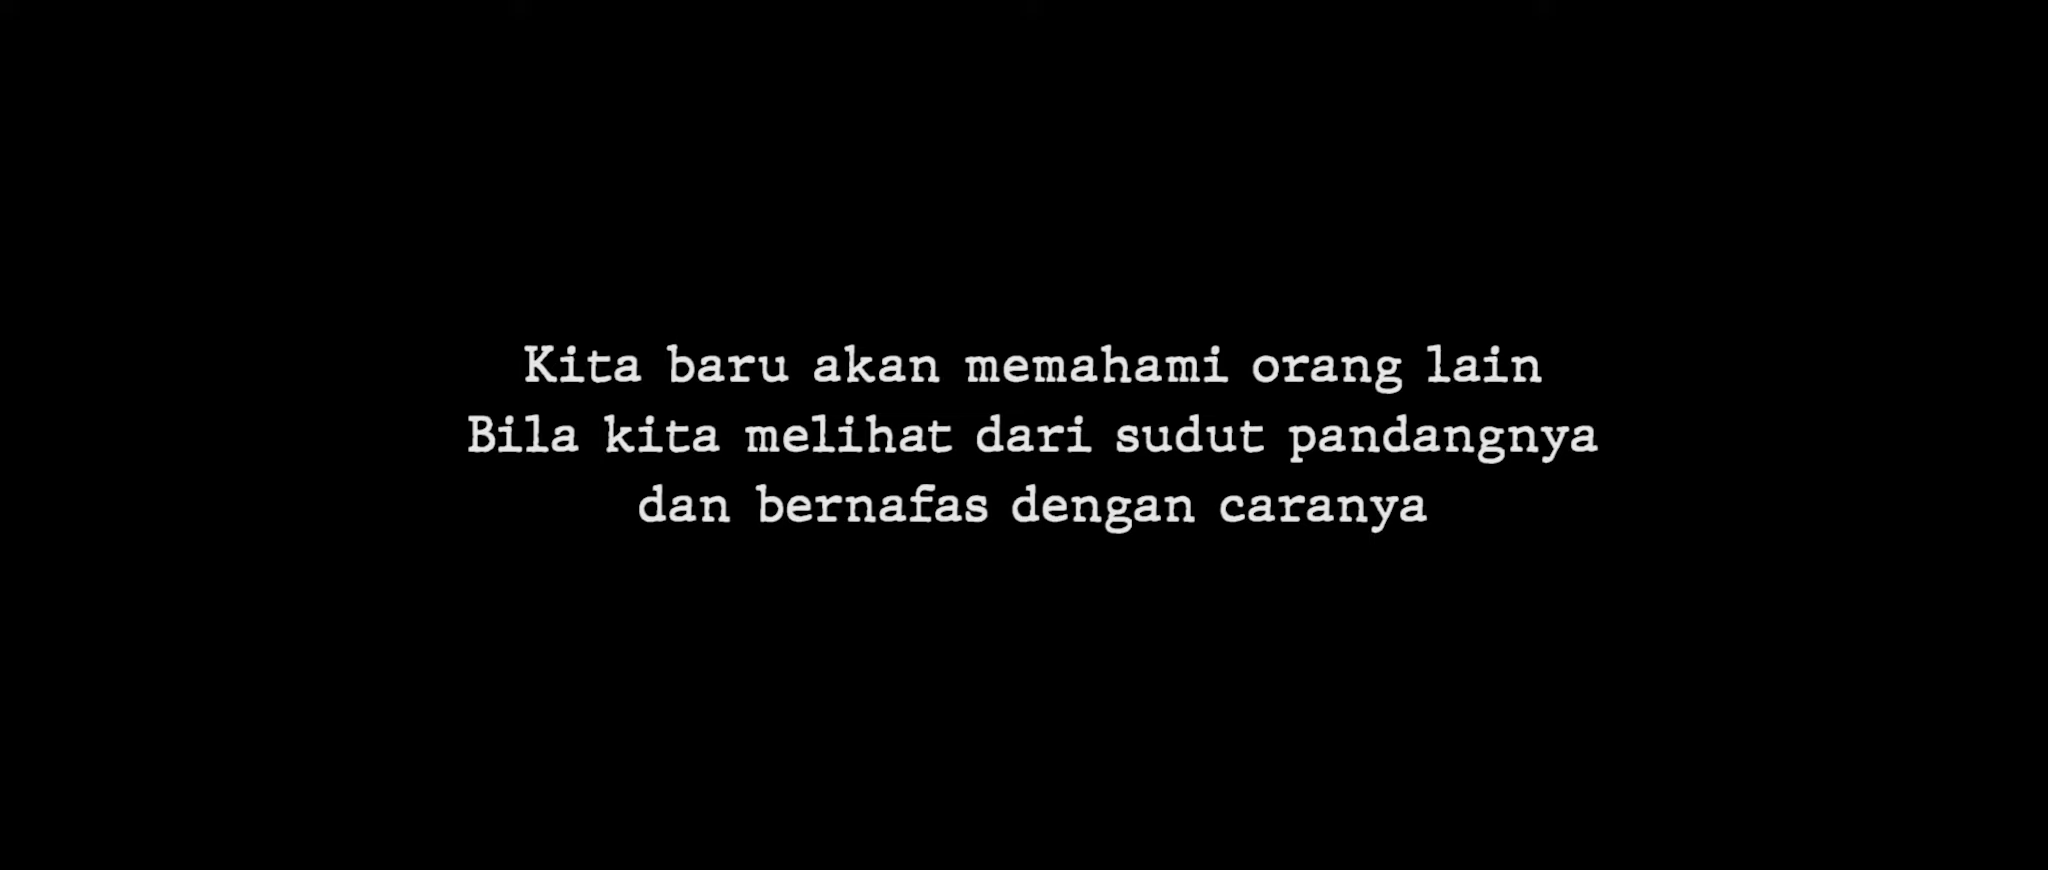 Kita baru akan memahami orang lain
Bila kita melihat dari sudut pandangnya
dan bernafas dengan caranya